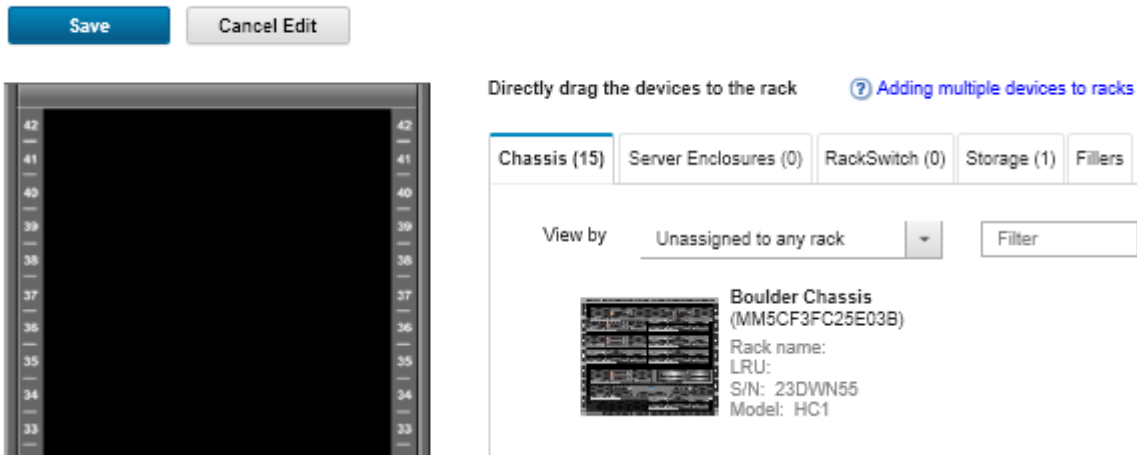 Save Cancel Edit
Directly drag the devices to the rack ? Adding multiple devices to racks
Chassis (15) Server Enclosures (0) RackSwitch (0) Storage (1) Fillers
View by Unassigned to any rack Filter
Boulder Chassis
(MM5CF3FC25E03B)
Rack name:
LRU:
S/N: 23DWN55
Model: HC1
42 42
41 41
40 40
39 39
38 38
37 37
36 36
35 35
34 34
33 33